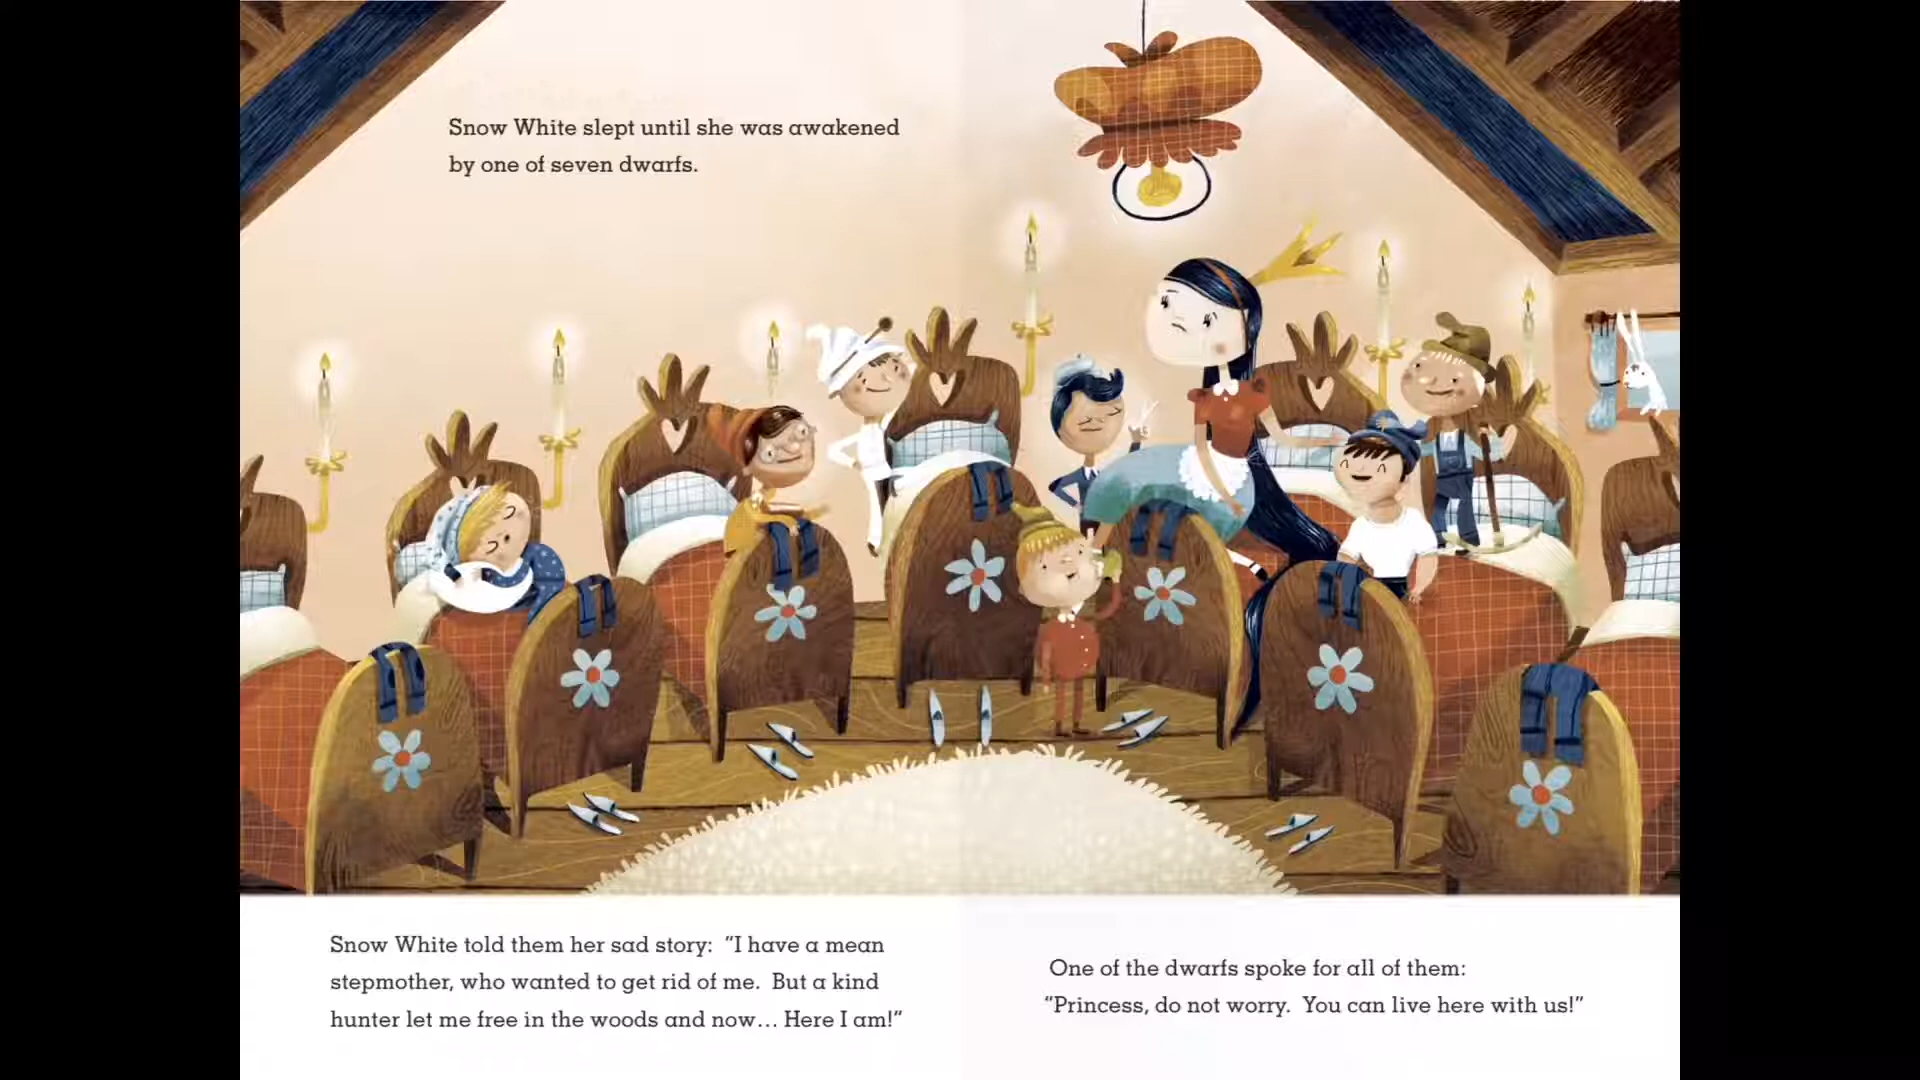 Snow White slept until she was awakened
by one of seven dwarfs.
Snow White told them her sad story: “I have a mean
stepmother, who wanted to get rid of me. But a kind
hunter let me free in the woods and now... Here I am!”
One of the dwarfs spoke for all of them:
“Princess, do not worry. You can live here with us!”